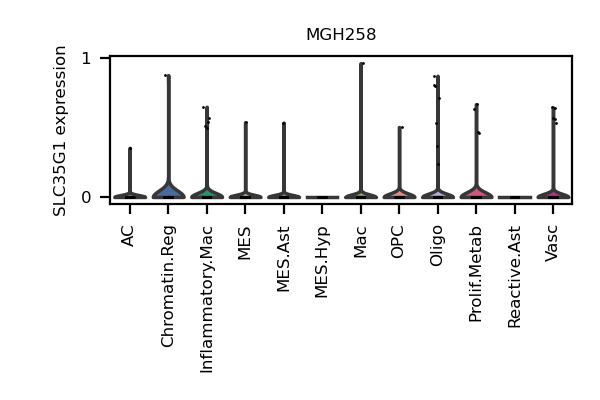 MGH258
SLC35G1 expression
1
0
AC
Chromatin.Reg
Inflammatory.Mac
MES
MES.Ast
MES.Hyp
Mac
OPC
Oligo
Prolif.Metab
Reactive.Ast
Vasc